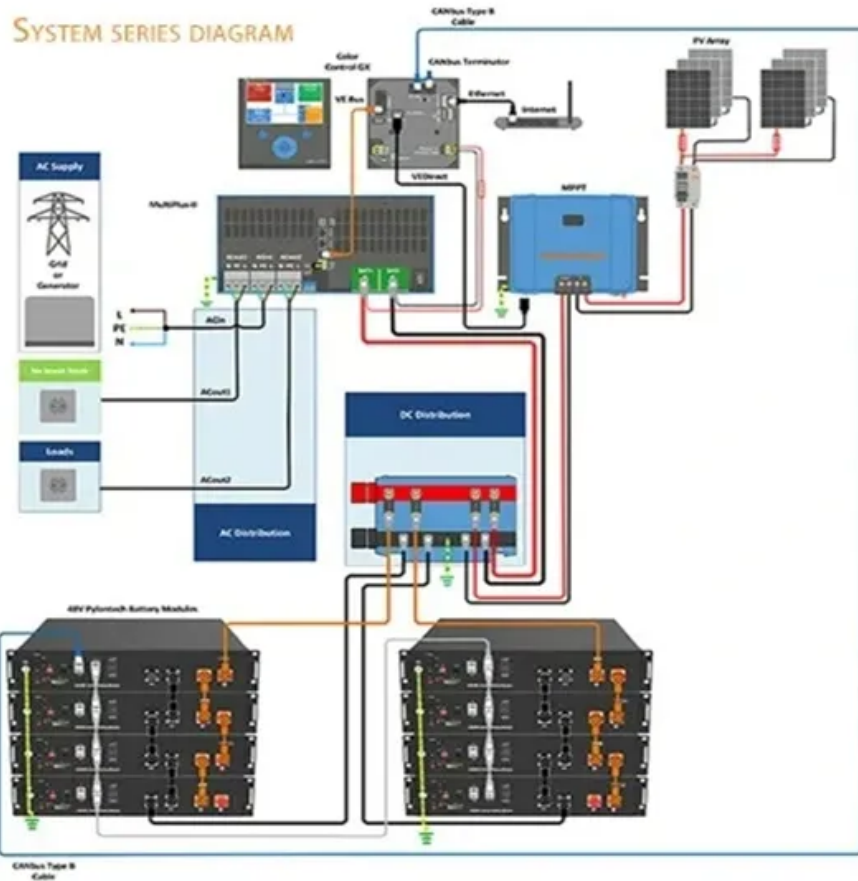 SYSTEM SERIES DIAGRAM
CANbus Type B
Cable
Color
Control GX
CANbus Terminator
PV Array
VE Bus
Ethernet
Internet
AC Supply
VEDirect
MPPT
MultiPlus-II
Grid
or
Generator
L
PE
N
ACin
ACout1
DC Distribution
Loads
ACout2
AC Distribution
48V Pylontech Battery Modules
CANbus Type B
Cable